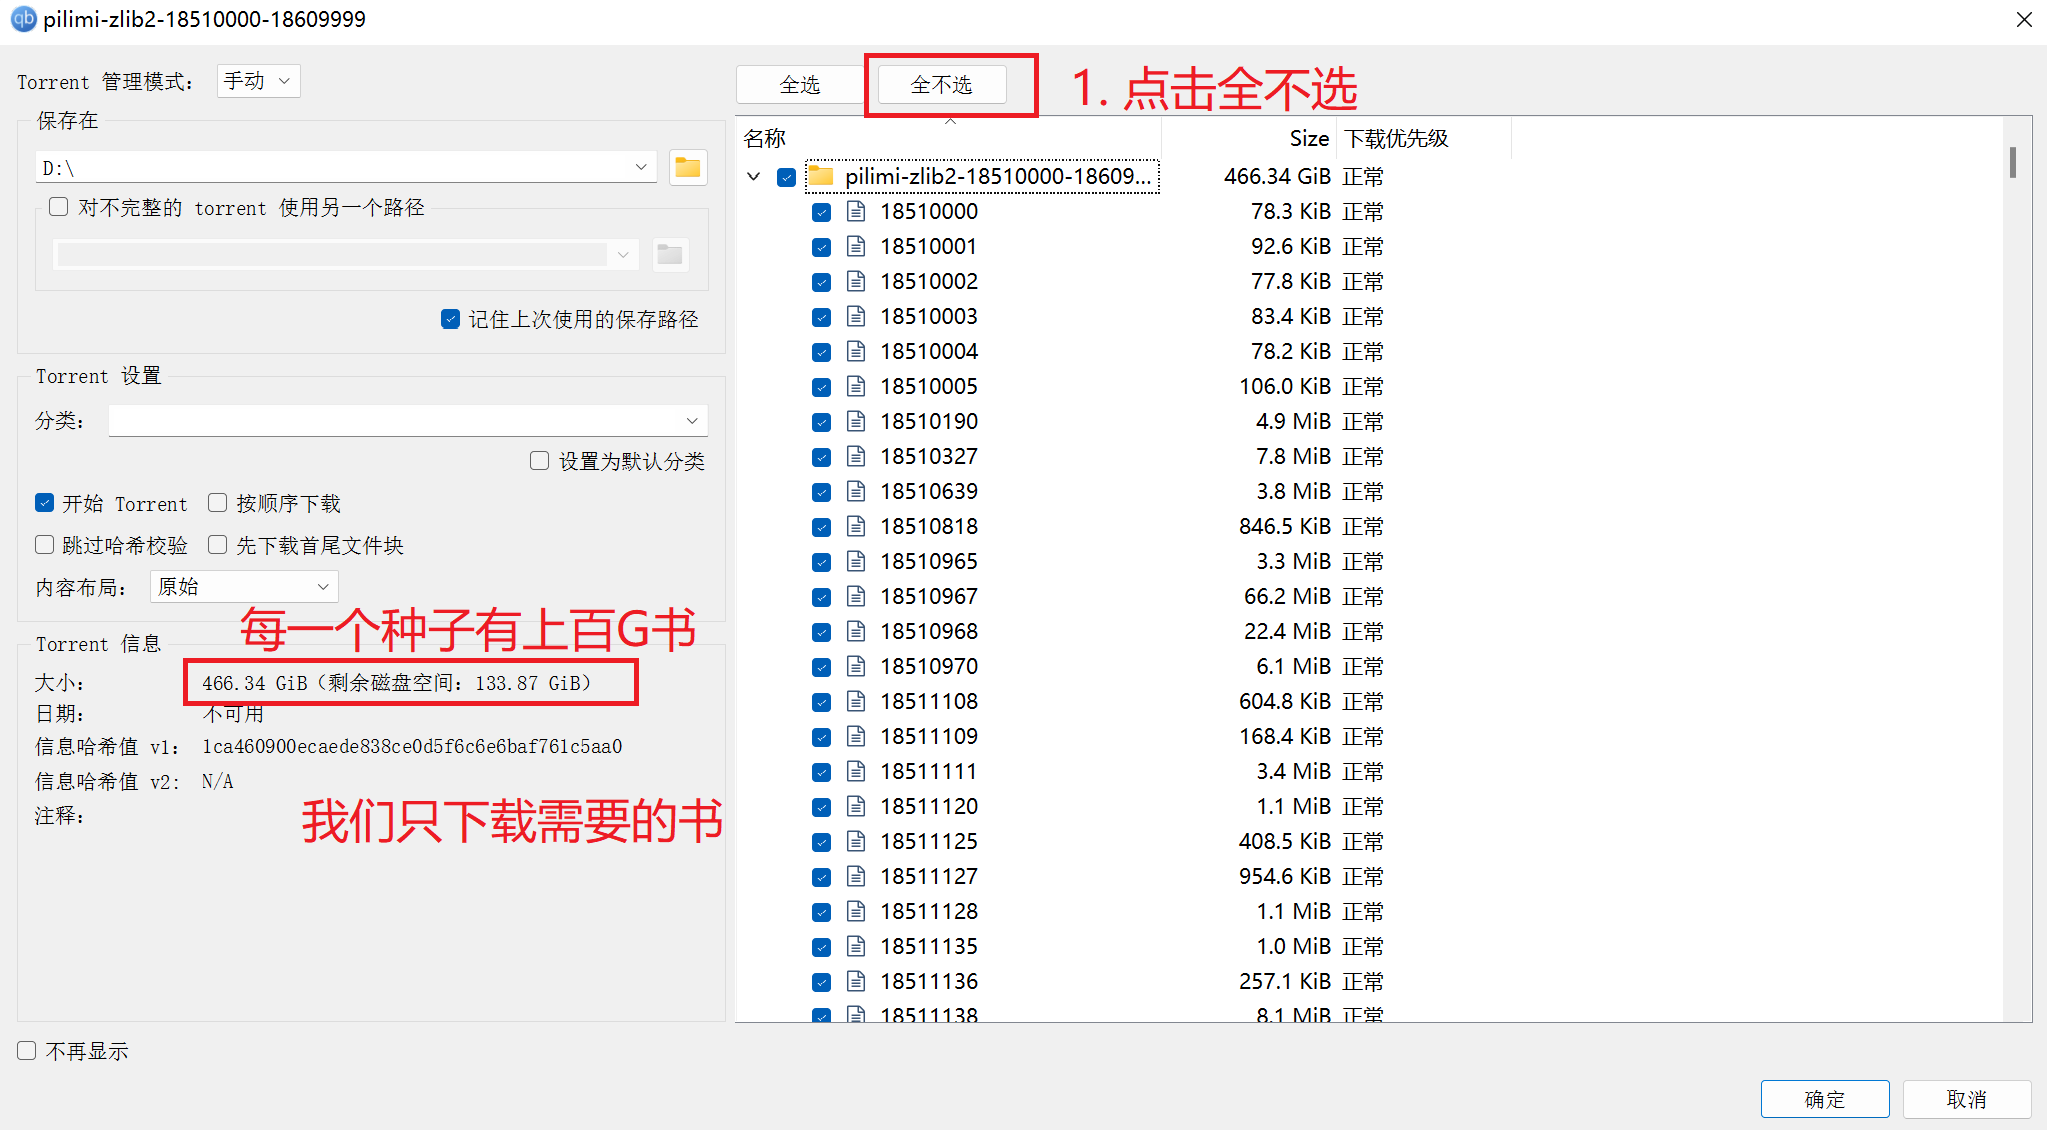 qb pilimi-zlib2-18510000-18609999
Torrent 管理模式: 手动
保存在
D:\
对不完整的 torrent 使用另一个路径
记住上次使用的保存路径
Torrent 设置
分类:
设置为默认分类
开始 Torrent 按顺序下载
跳过哈希校验 先下载首尾文件块
内容布局: 原始
每一个种子有上百G书
Torrent 信息
大小: 466.34 GiB (剩余磁盘空间: 133.87 GiB)
日期: 不可用
信息哈希值 v1: 1ca460900ecaede838ce0d5f6c6e6baf761c5aa0
信息哈希值 v2: N/A
我们只下载需要的书
注释:
不再显示
全选 全不选 1. 点击全不选
名称 Size 下载优先级
pilimi-zlib2-18510000-18609... 466.34 GiB 正常
18510000 78.3 KiB 正常
18510001 92.6 KiB 正常
18510002 77.8 KiB 正常
18510003 83.4 KiB 正常
18510004 78.2 KiB 正常
18510005 106.0 KiB 正常
18510190 4.9 MiB 正常
18510327 7.8 MiB 正常
18510639 3.8 MiB 正常
18510818 846.5 KiB 正常
18510965 3.3 MiB 正常
18510967 66.2 MiB 正常
18510968 22.4 MiB 正常
18510970 6.1 MiB 正常
18511108 604.8 KiB 正常
18511109 168.4 KiB 正常
18511111 3.4 MiB 正常
18511120 1.1 MiB 正常
18511125 408.5 KiB 正常
18511127 954.6 KiB 正常
18511128 1.1 MiB 正常
18511135 1.0 MiB 正常
18511136 257.1 KiB 正常
18511138 8.1 MiB 正常
确定 取消